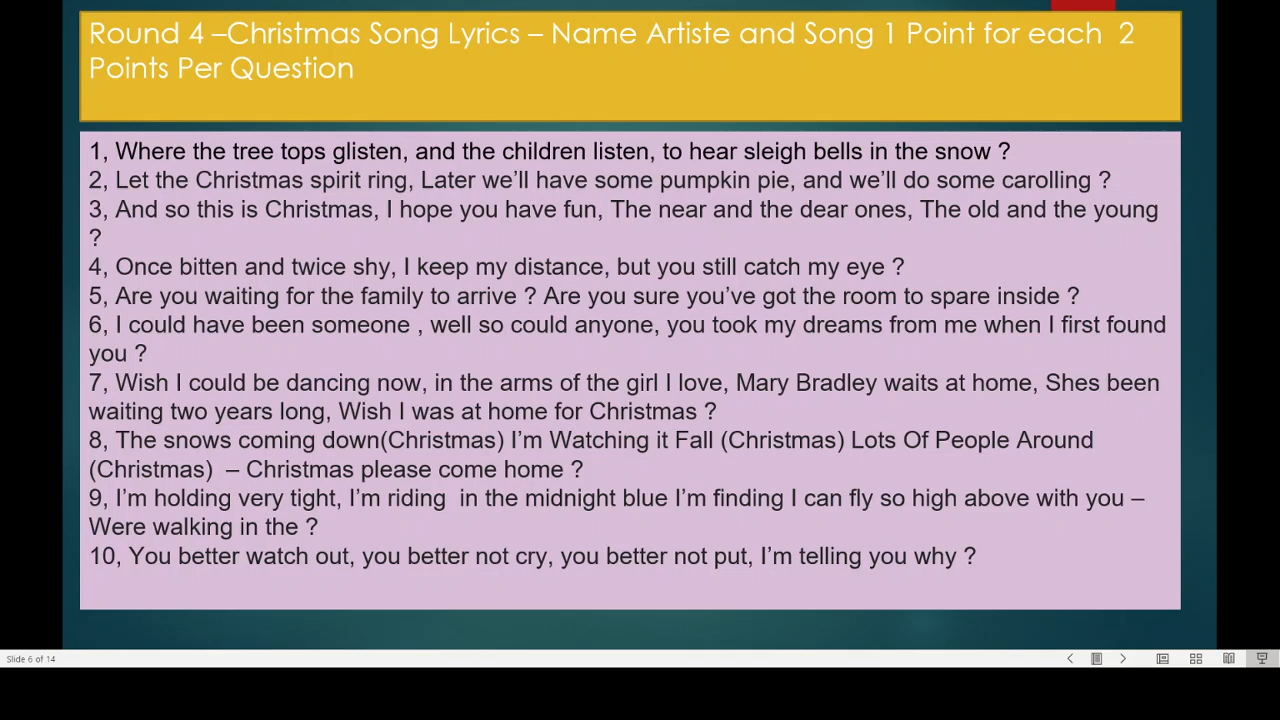 Round 4 –Christmas Song Lyrics – Name Artiste and Song 1 Point for each  2
Points Per Question
1, Where the tree tops glisten, and the children listen, to hear sleigh bells in the snow ?
2, Let the Christmas spirit ring, Later we’ll have some pumpkin pie, and we’ll do some carolling ?
3, And so this is Christmas, I hope you have fun, The near and the dear ones, The old and the young
?
4, Once bitten and twice shy, I keep my distance, but you still catch my eye ?
5, Are you waiting for the family to arrive ? Are you sure you’ve got the room to spare inside ?
6, I could have been someone , well so could anyone, you took my dreams from me when I first found
you ?
7, Wish I could be dancing now, in the arms of the girl I love, Mary Bradley waits at home, Shes been
waiting two years long, Wish I was at home for Christmas ?
8, The snows coming down(Christmas) I’m Watching it Fall (Christmas) Lots Of People Around
(Christmas)  – Christmas please come home ?
9, I’m holding very tight, I’m riding  in the midnight blue I’m finding I can fly so high above with you –
Were walking in the ?
10, You better watch out, you better not cry, you better not put, I’m telling you why ?
Slide 6 of 14